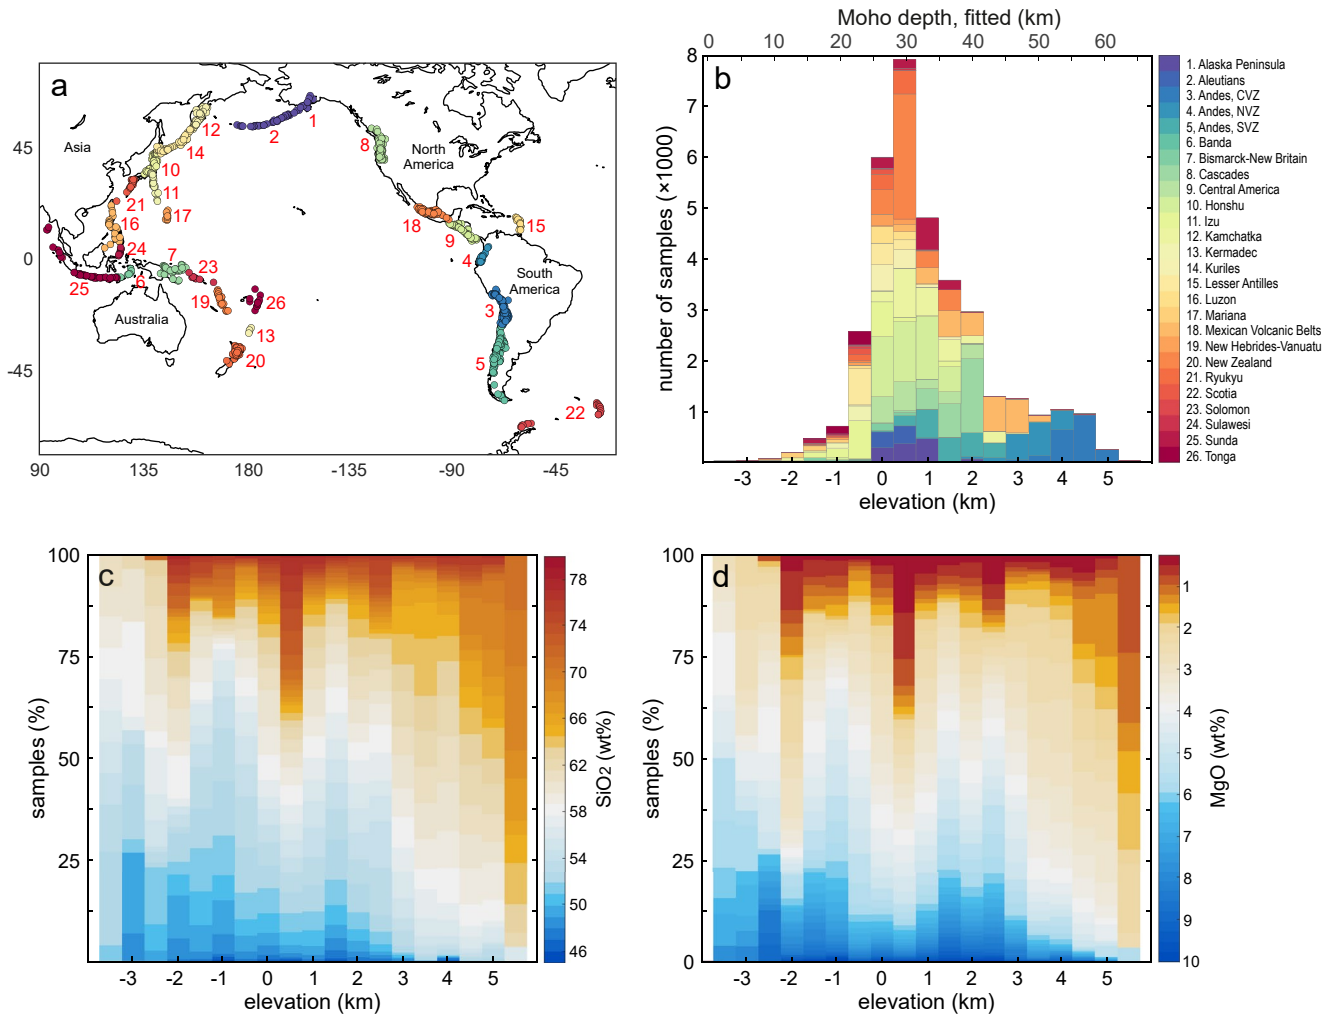 a
Asia
North
America
South
America
Australia
1
2
3
4
5
6
7
8
9
10
11
12
13
14
15
16
17
18
19
20
21
22
23
24
25
26
45
0
-45
90
135
180
-135
-90
-45
Moho depth, fitted (km)
0
10
20
30
40
50
60
b
number of samples (×1000)
8
7
6
5
4
3
2
1
-3
-2
-1
0
1
2
3
4
5
elevation (km)
1. Alaska Peninsula
2. Aleutians
3. Andes, CVZ
4. Andes, NVZ
5. Andes, SVZ
6. Banda
7. Bismarck-New Britain
8. Cascades
9. Central America
10. Honshu
11. Izu
12. Kamchatka
13. Kermadec
14. Kuriles
15. Lesser Antilles
16. Luzon
17. Mariana
18. Mexican Volcanic Belts
19. New Hebrides-Vanuatu
20. New Zealand
21. Ryukyu
22. Scotia
23. Solomon
24. Sulawesi
25. Sunda
26. Tonga
c
samples (%)
100
75
50
25
0
-3
-2
-1
0
1
2
3
4
5
elevation (km)
78
74
70
66
62
58
54
50
46
SiO2 (wt%)
d
samples (%)
100
75
50
25
0
-3
-2
-1
0
1
2
3
4
5
elevation (km)
1
2
3
4
5
6
7
8
9
10
MgO (wt%)